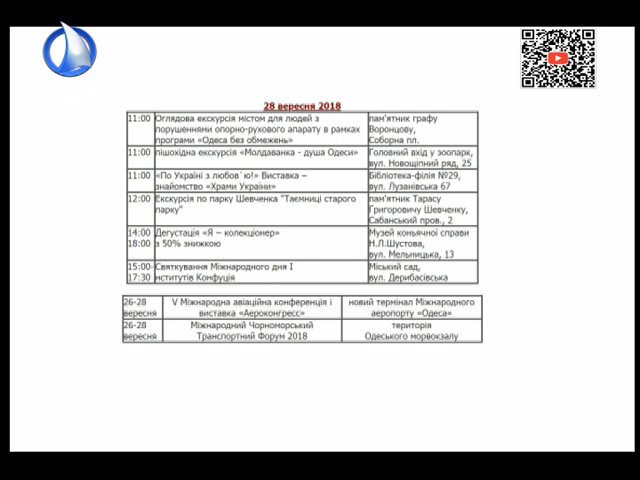 28 вересня 2018
11:00 Оглядова екскурсія містом для людей з
порушеннями опорно-рухового апарату в рамках
програми «Одеса без обмежень»
пам'ятник графу
Воронцову,
Соборна пл.
11:00 пішохідна екскурсія «Молдаванка - душа Одеси»
Головний вхід у зоопарк,
вул. Новощіпний ряд, 25
11:00 «По Україні з любов`ю!» Виставка –
знайомство «Храми України»
Бібліотека-філія №29,
вул. Лузанівська 67
12:00 Екскурсія по парку Шевченка "Таємниці старого
парку"
пам'ятник Тарасу
Григоровичу Шевченку,
Сабанський пров., 2
14:00 Дегустація «Я – колекціонер»
18:00 з 50% знижкою
Музей коньячної справи
Н.Л.Шустова,
вул. Мельницька, 13
15:00- Святкування Міжнародного дня І
17:30 нститутів Конфуція
Міський сад,
вул. Дерибасівська
26-28
вересня
V Міжнародна авіаційна конференція і
виставка «Аероконгресс»
новий термінал Міжнародного
аеропорту «Одеса»
26-28
вересня
Міжнародний Чорноморський
Транспортний Форум 2018
територія
Одеського морвокзалу